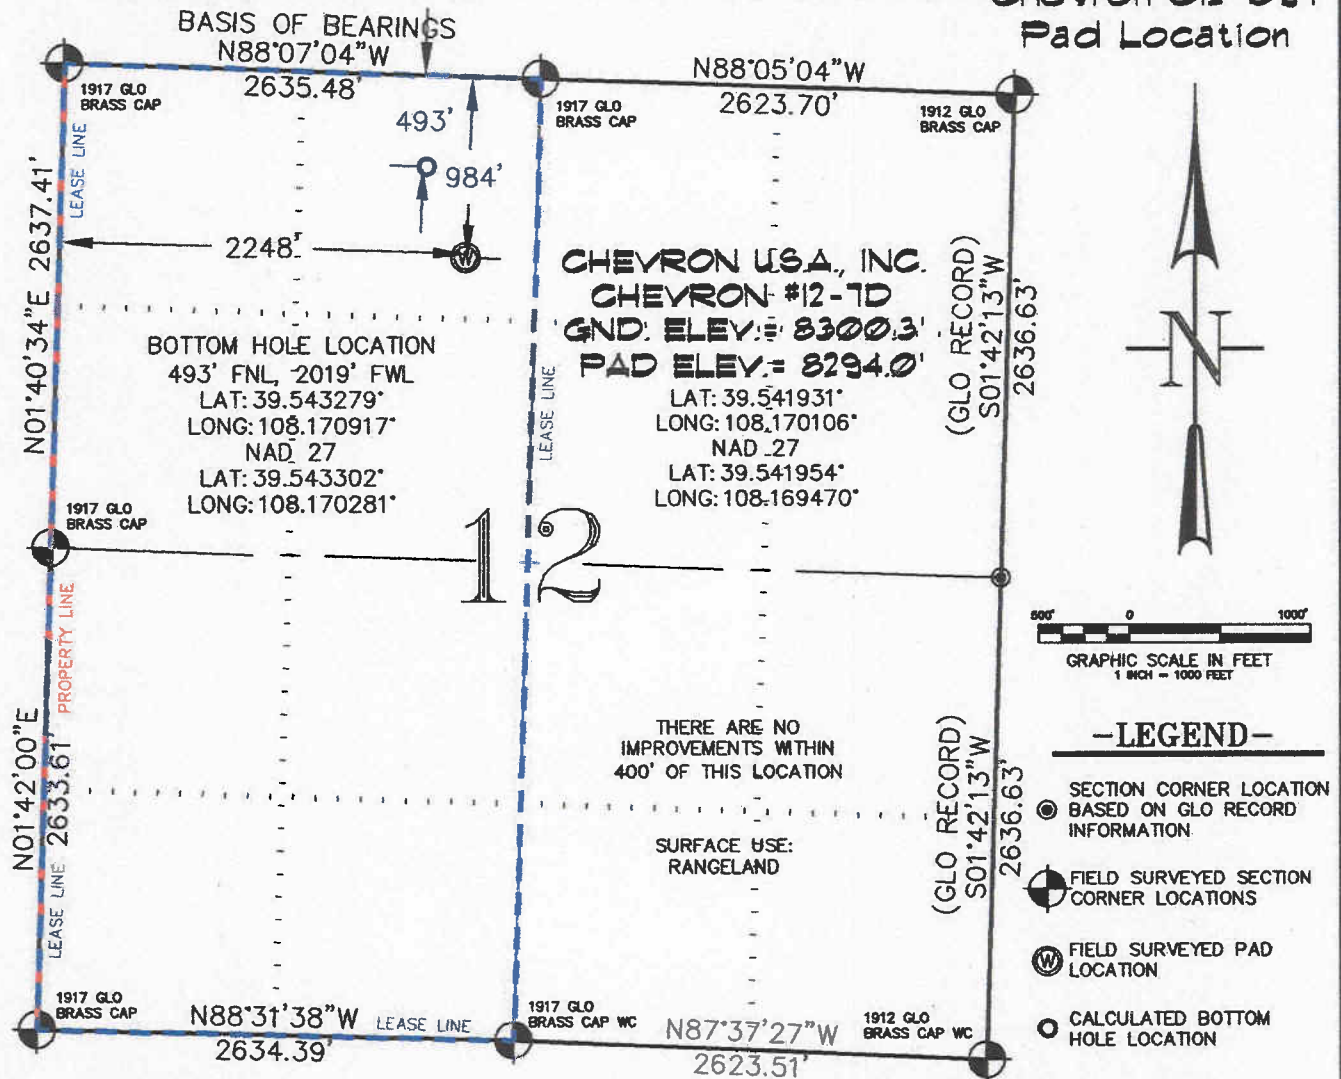 Pad Location
BASIS OF BEARINGS
N88°07'04"W
2635.48'
N88°05'04"W
2623.70'
1917 GLO
BRASS CAP
1917 GLO
BRASS CAP
1912 GLO
BRASS CAP
LEASE LINE
N01°40'34"E 2637.41'
493'
984'
2248'
W
CHEVRON U.S.A., INC.
CHEVRON #12-7D
GND. ELEV.= 8300.3'
PAD ELEV.= 8294.0'
LAT: 39.541931°
LONG: 108.170106°
NAD 27
LAT: 39.541954°
LONG: 108.169470°
BOTTOM HOLE LOCATION
493' FNL, 2019' FWL
LAT: 39.543279°
LONG: 108.170917°
NAD 27
LAT: 39.543302°
LONG: 108.170281°
LEASE LINE
(GLO RECORD)
S01°42'13"W
2636.63'
N
1917 GLO
BRASS CAP
12
PROPERTY LINE
N01°42'00"E
LEASE LINE 2633.61'
THERE ARE NO
IMPROVEMENTS WITHIN
400' OF THIS LOCATION
SURFACE USE:
RANGELAND
(GLO RECORD)
S01°42'13"W
2636.63'
1917 GLO
BRASS CAP
N88°31'38"W LEASE LINE
2634.39'
1917 GLO
BRASS CAP WC
N87°37'27"W
2623.51'
1912 GLO
BRASS CAP WC
500' 0 1000'
GRAPHIC SCALE IN FEET
1 INCH = 1000 FEET
-LEGEND-
SECTION CORNER LOCATION
BASED ON GLO RECORD
INFORMATION
FIELD SURVEYED SECTION
CORNER LOCATIONS
W FIELD SURVEYED PAD
LOCATION
CALCULATED BOTTOM
HOLE LOCATION